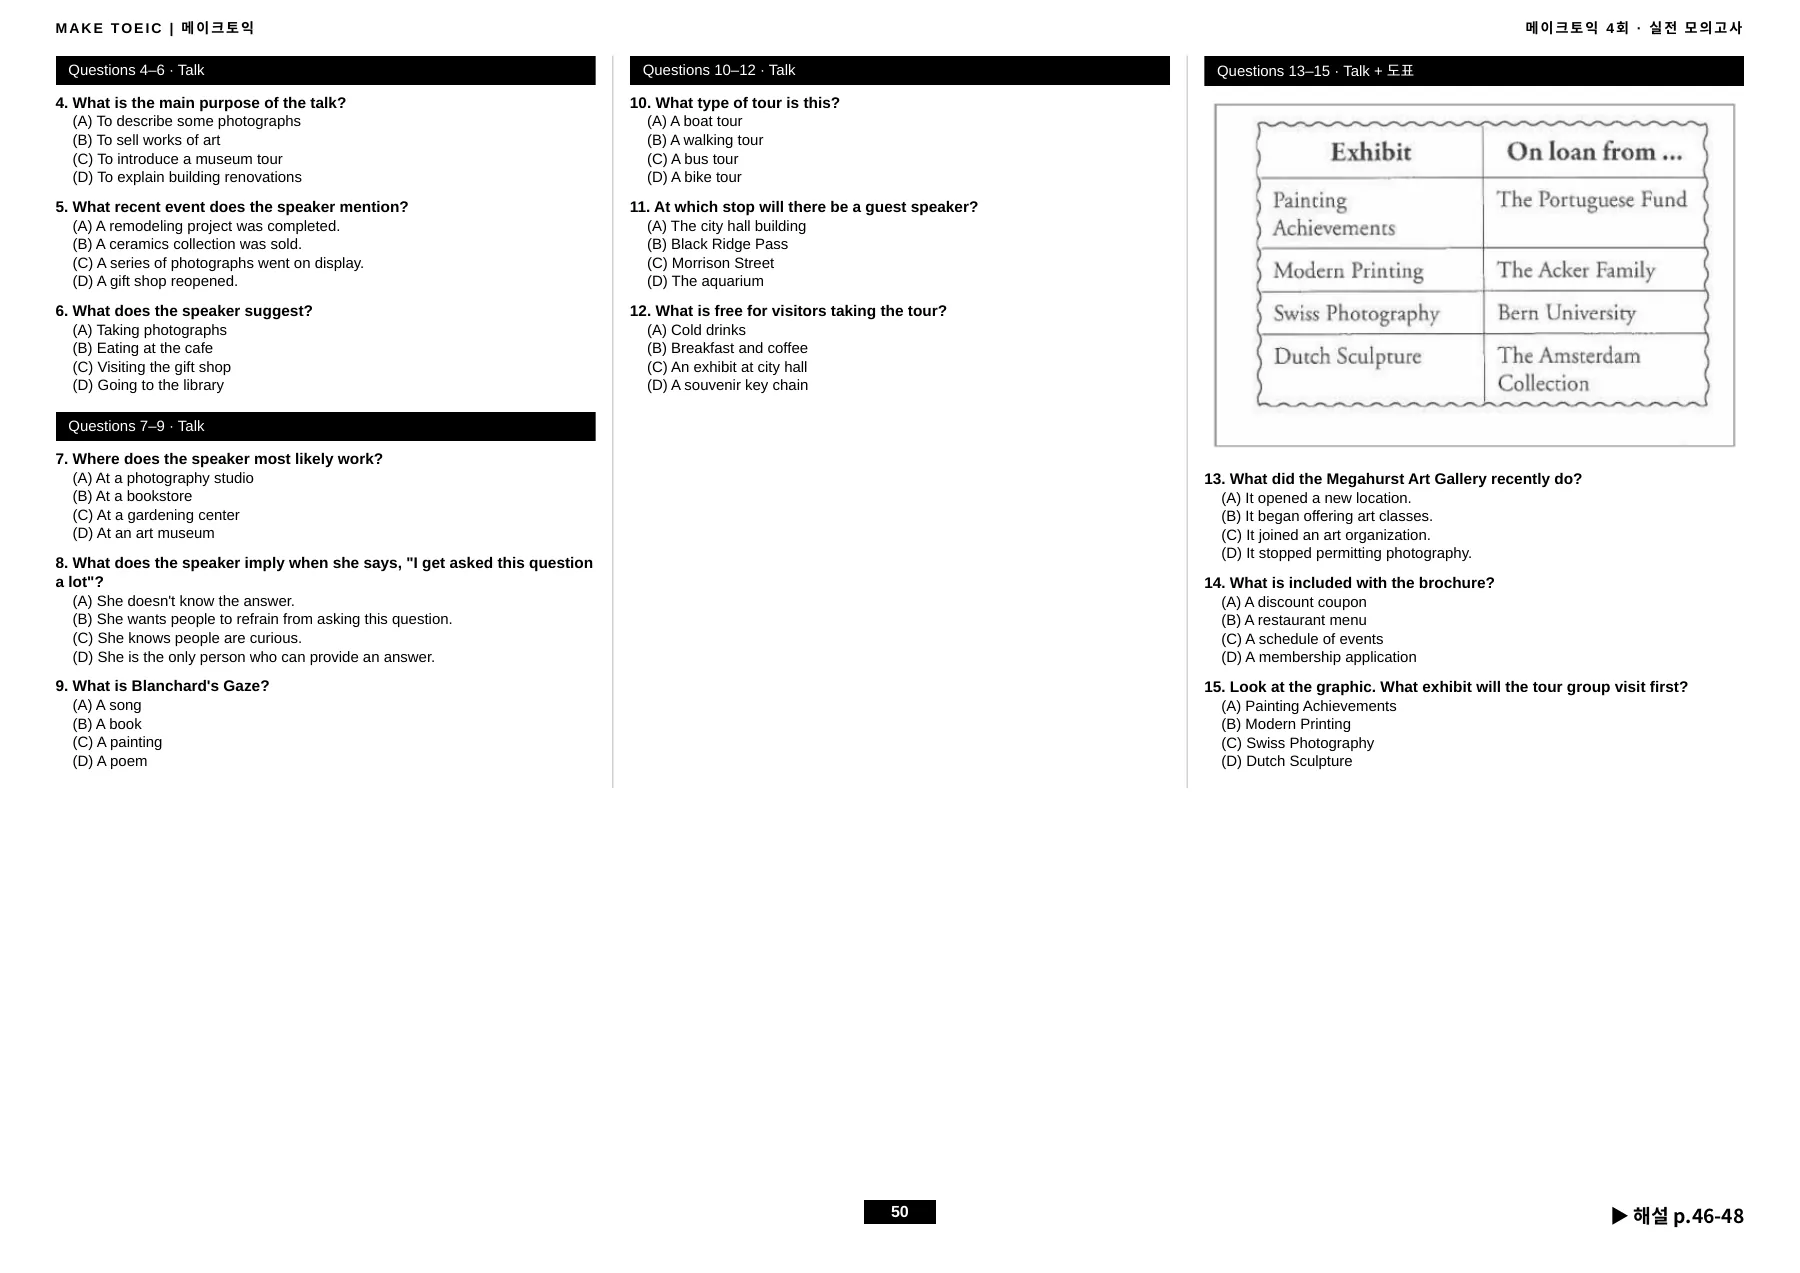 MAKE TOEIC | 메이크토익
메이크토익 4회 · 실전 모의고사
Questions 4–6 · Talk
4. What is the main purpose of the talk?
(A) To describe some photographs
(B) To sell works of art
(C) To introduce a museum tour
(D) To explain building renovations
5. What recent event does the speaker mention?
(A) A remodeling project was completed.
(B) A ceramics collection was sold.
(C) A series of photographs went on display.
(D) A gift shop reopened.
6. What does the speaker suggest?
(A) Taking photographs
(B) Eating at the cafe
(C) Visiting the gift shop
(D) Going to the library
Questions 7–9 · Talk
7. Where does the speaker most likely work?
(A) At a photography studio
(B) At a bookstore
(C) At a gardening center
(D) At an art museum
8. What does the speaker imply when she says, "I get asked this question
a lot"?
(A) She doesn't know the answer.
(B) She wants people to refrain from asking this question.
(C) She knows people are curious.
(D) She is the only person who can provide an answer.
9. What is Blanchard's Gaze?
(A) A song
(B) A book
(C) A painting
(D) A poem
Questions 10–12 · Talk
10. What type of tour is this?
(A) A boat tour
(B) A walking tour
(C) A bus tour
(D) A bike tour
11. At which stop will there be a guest speaker?
(A) The city hall building
(B) Black Ridge Pass
(C) Morrison Street
(D) The aquarium
12. What is free for visitors taking the tour?
(A) Cold drinks
(B) Breakfast and coffee
(C) An exhibit at city hall
(D) A souvenir key chain
Questions 13–15 · Talk + 도표
Exhibit On loan from ...
Painting The Portuguese Fund
Achievements
Modern Printing The Acker Family
Swiss Photography Bern University
Dutch Sculpture The Amsterdam
Collection
13. What did the Megahurst Art Gallery recently do?
(A) It opened a new location.
(B) It began offering art classes.
(C) It joined an art organization.
(D) It stopped permitting photography.
14. What is included with the brochure?
(A) A discount coupon
(B) A restaurant menu
(C) A schedule of events
(D) A membership application
15. Look at the graphic. What exhibit will the tour group visit first?
(A) Painting Achievements
(B) Modern Printing
(C) Swiss Photography
(D) Dutch Sculpture
50
▶ 해설 p.46-48